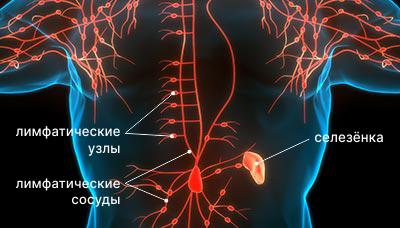 лимфатические
узлы
селезёнка
лимфатические
сосуды